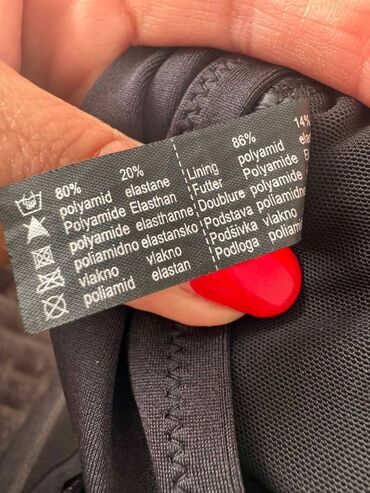 80% 20%
polyamid elastane
Polyamide Elasthan
polyamide elasthanne
poliamidno elastansko
vlakno vlakno
poliamid elastan
86% 14%
Lining polyamid
Futter Polyamide
Doublure polyamide
Podstava poliamidno
Podšivka vlakno
Podloga poliamid